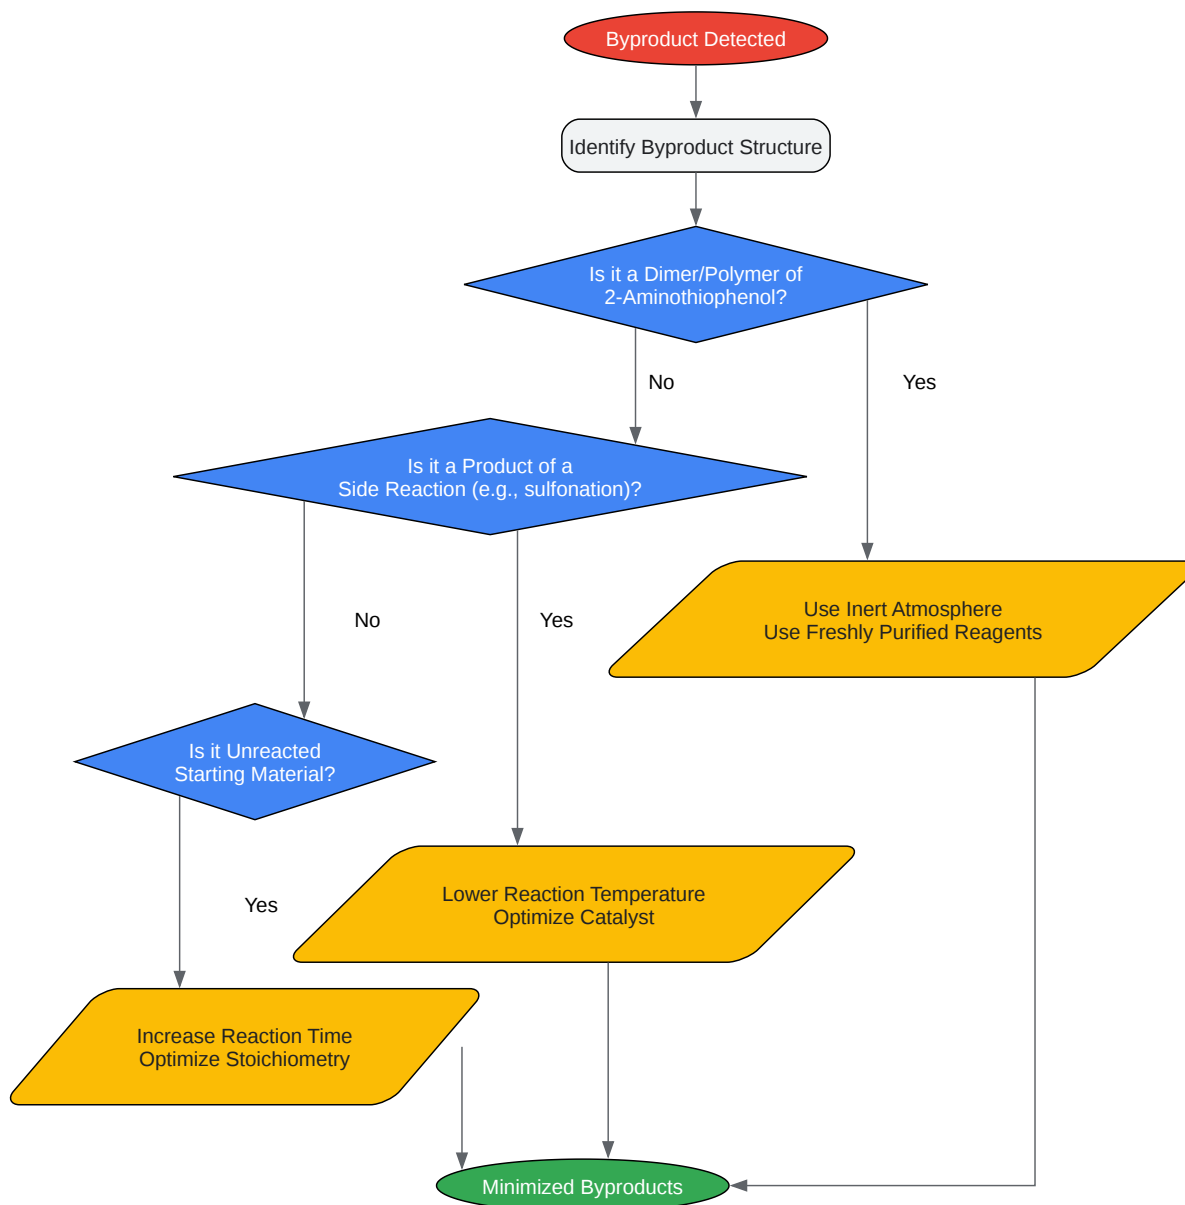 Byproduct Detected
Identify Byproduct Structure
Is it a Dimer/Polymer of
2-Aminothiophenol?
No
Yes
Is it a Product of a
Side Reaction (e.g., sulfonation)?
No
Yes
Use Inert Atmosphere
Use Freshly Purified Reagents
Is it Unreacted
Starting Material?
Yes
Lower Reaction Temperature
Optimize Catalyst
Increase Reaction Time
Optimize Stoichiometry
Minimized Byproducts